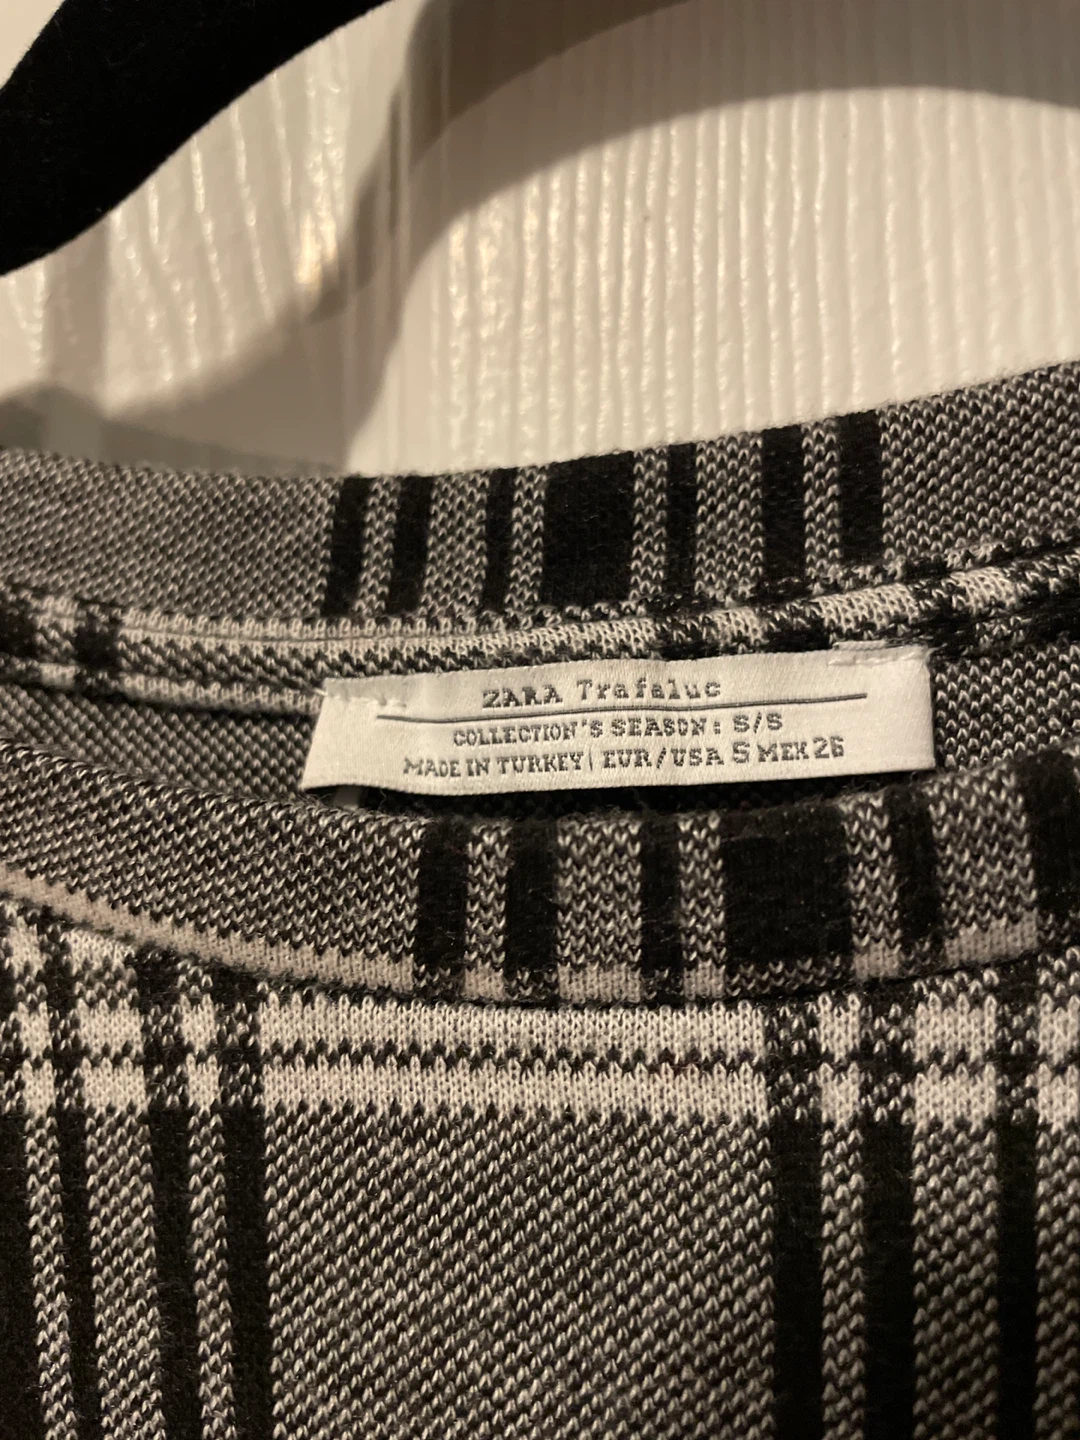 ZARA Trafaluc
COLLECTION'S SEASON: S/S
MADE IN TURKEY| EUR/USA S MEX 26